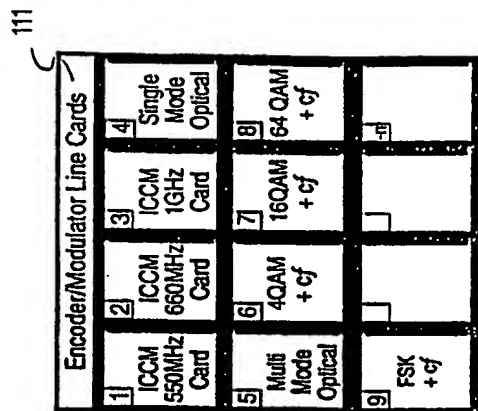 111
Encoder/Modulator Line Cards
1
ICCM
550MHz
Card
2
ICCM
660MHz
Card
3
ICCM
1GHz
Card
4
Single
Mode
Optical
5
Multi
Mode
Optical
6
4QAM
+ cf
7
16QAM
+ cf
8
64 QAM
+ cf
9
FSK
+ cf